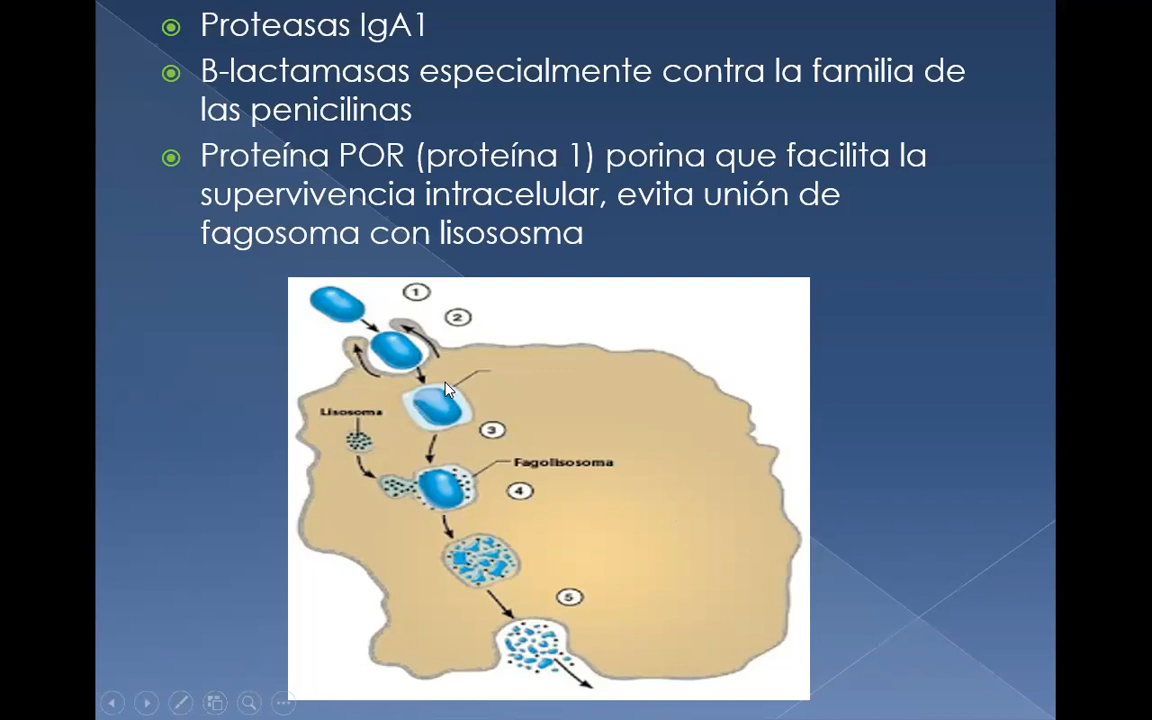 Proteasas IgA1
B-lactamasas especialmente contra la familia de
las penicilinas
Proteína POR (proteína 1) porina que facilita la
supervivencia intracelular, evita unión de
fagosoma con lisososma
1
2
Lisosoma
3
Fagolisosoma
4
5